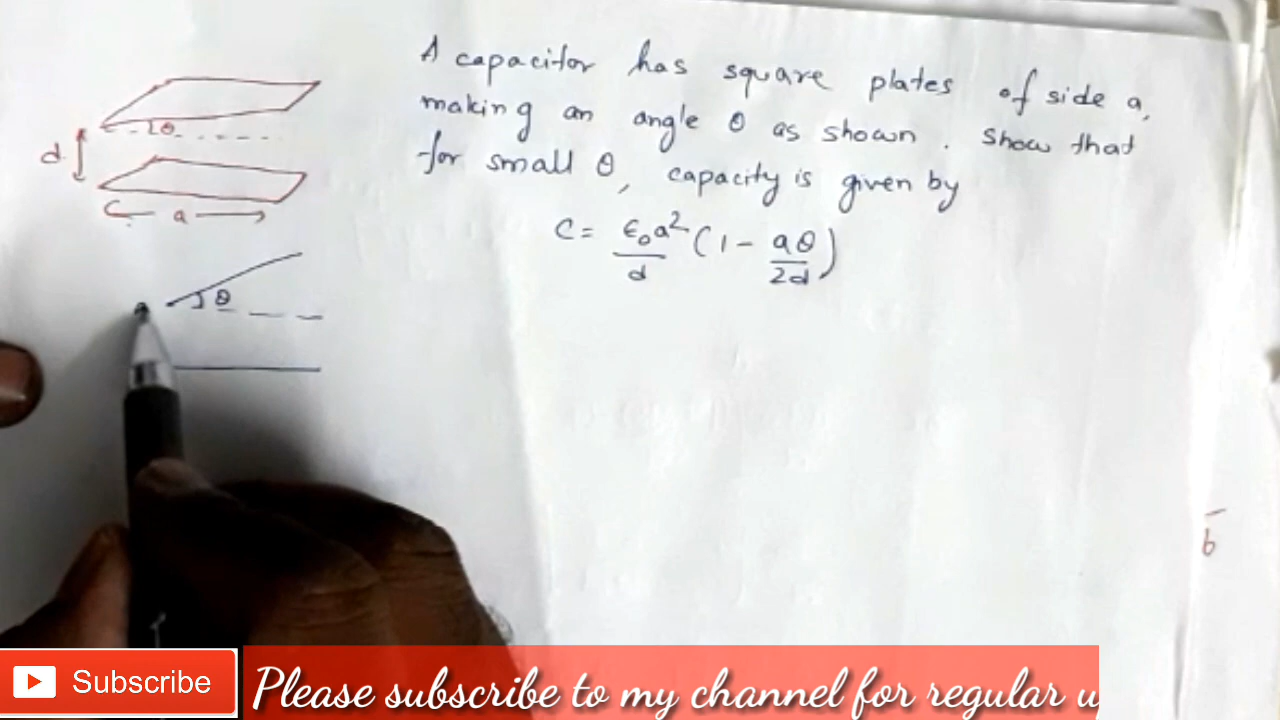 A capacitor has square plates of side a,
making an angle θ as shown. Show that
for small θ, capacity is given by
C = ε₀a²/d (1 - aθ/2d)
θ
d
a
θ
b
Subscribe
Please subscribe to my channel for regular u